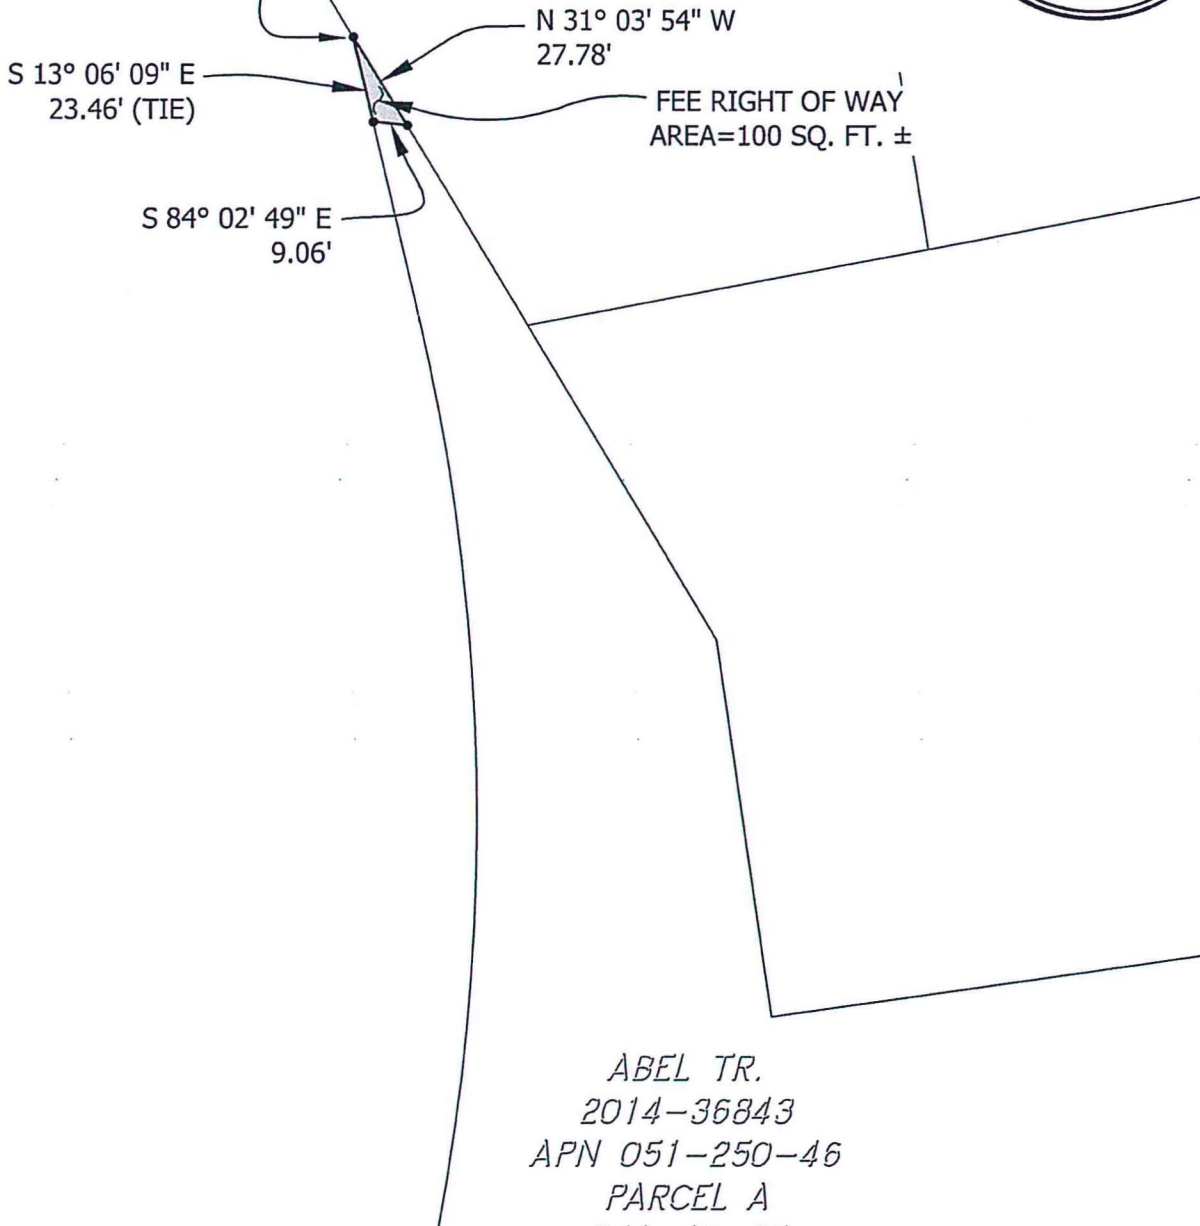 N 31° 03' 54" W
27.78'
S 13° 06' 09" E
23.46' (TIE)
FEE RIGHT OF WAY
AREA=100 SQ. FT. ±
S 84° 02' 49" E
9.06'
ABEL TR.
2014-36843
APN 051-250-46
PARCEL A